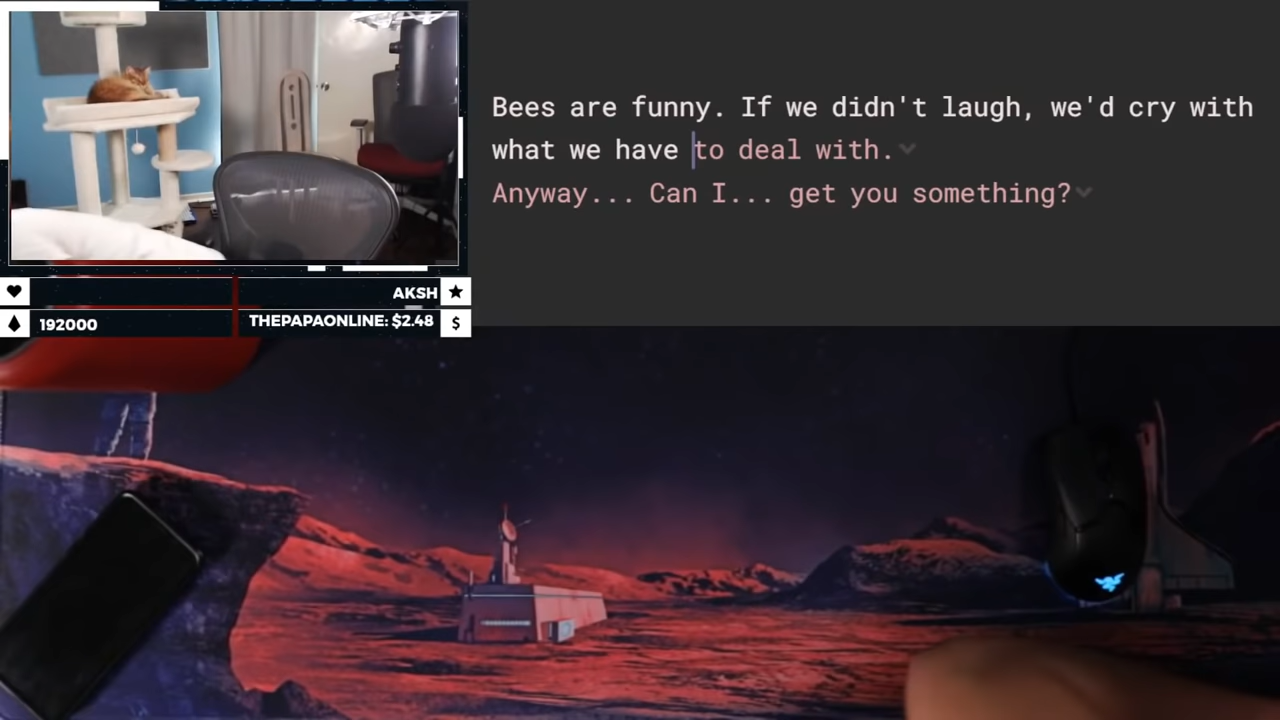 Bees are funny. If we didn't laugh, we'd cry with
what we have to deal with.
Anyway... Can I... get you something?
AKSH
192000
THEPAPAONLINE: $2.48
$